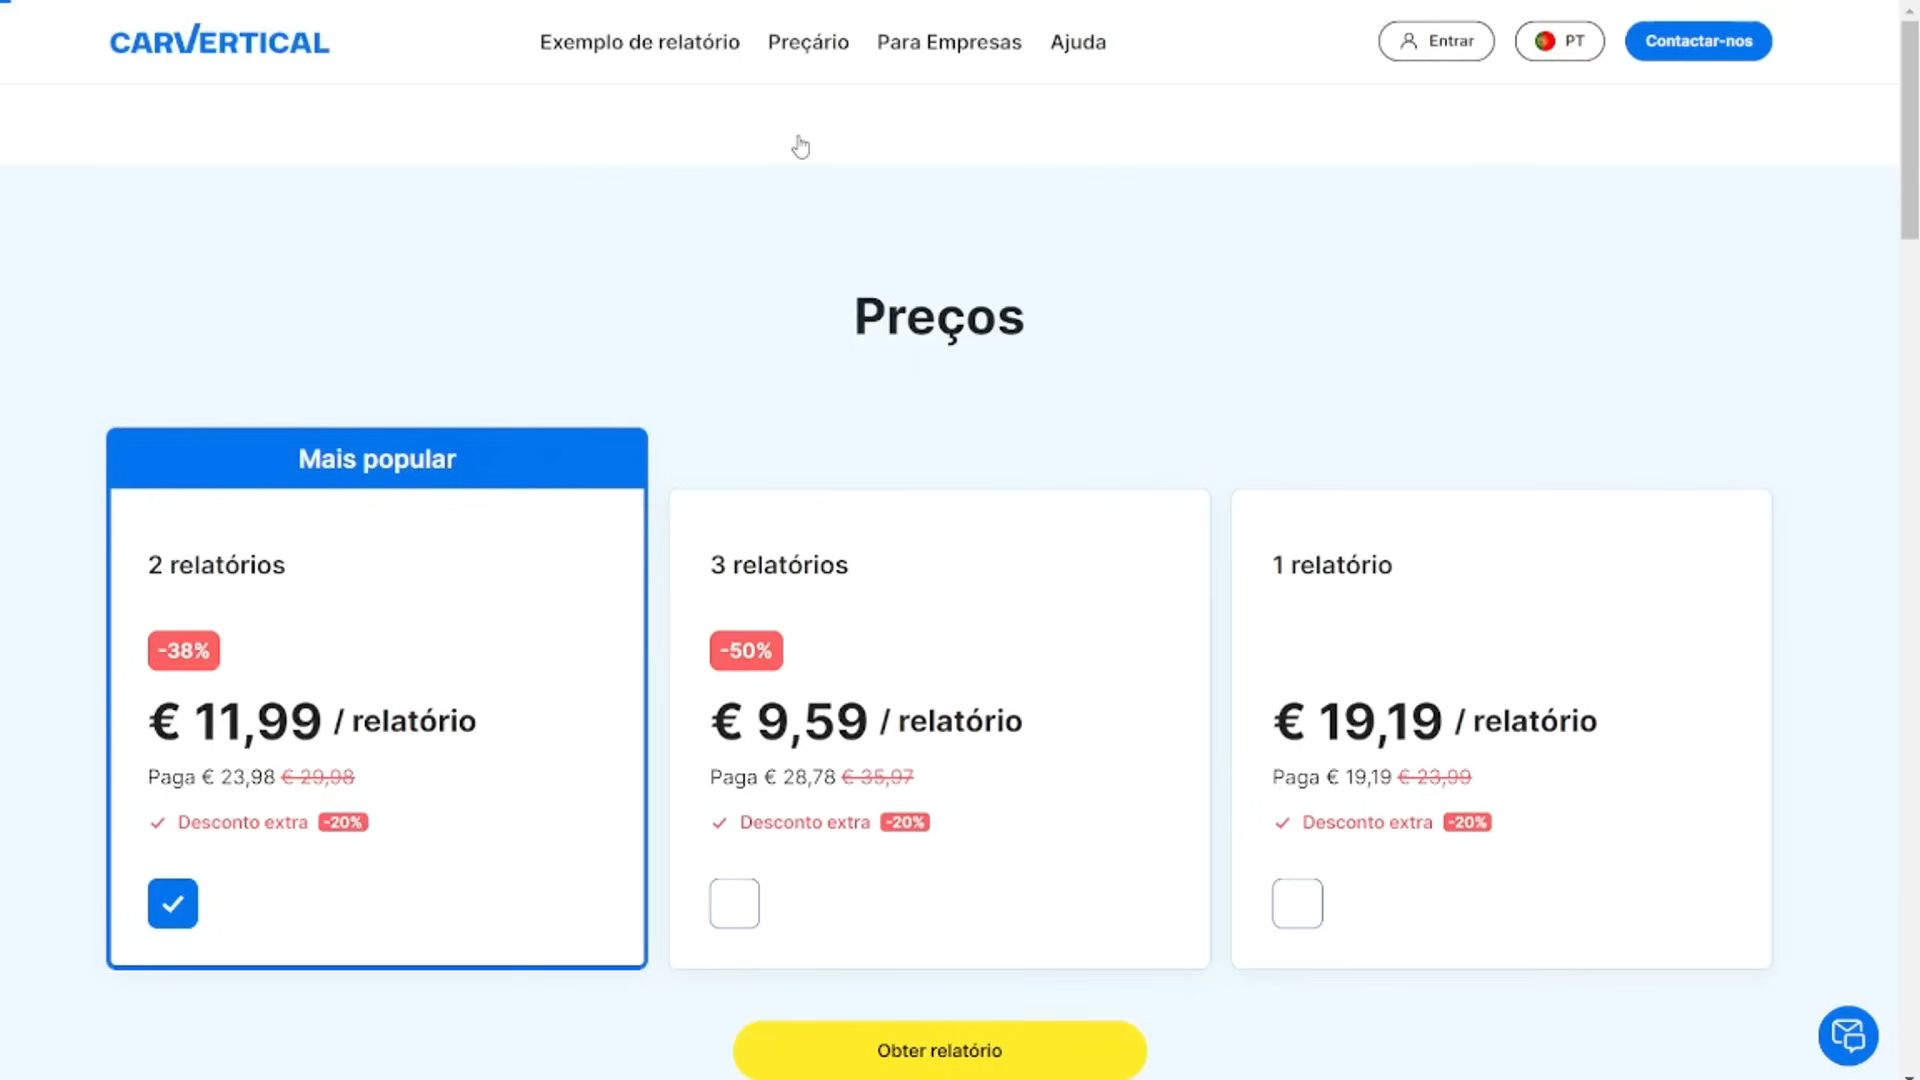 CARVERTICAL
Exemplo de relatório
Preçário
Para Empresas
Ajuda
Entrar
PT
Contactar-nos
Preços
Mais popular
2 relatórios
-38%
€ 11,99 / relatório
Paga € 23,98 € 29,98
Desconto extra -20%
3 relatórios
-50%
€ 9,59 / relatório
Paga € 28,78 € 35,97
Desconto extra -20%
1 relatório
€ 19,19 / relatório
Paga € 19,19 € 23,99
Desconto extra -20%
Obter relatório